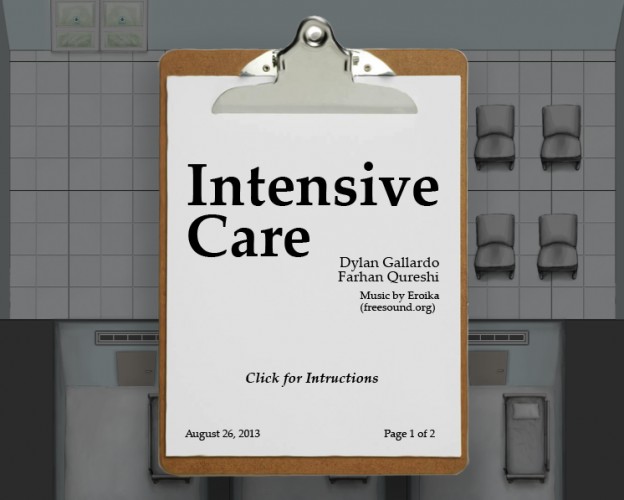 Intensive
Care
Dylan Gallardo
Farhan Qureshi
Music by Eroika
(freesound.org)
Click for Intructions
August 26, 2013
Page 1 of 2